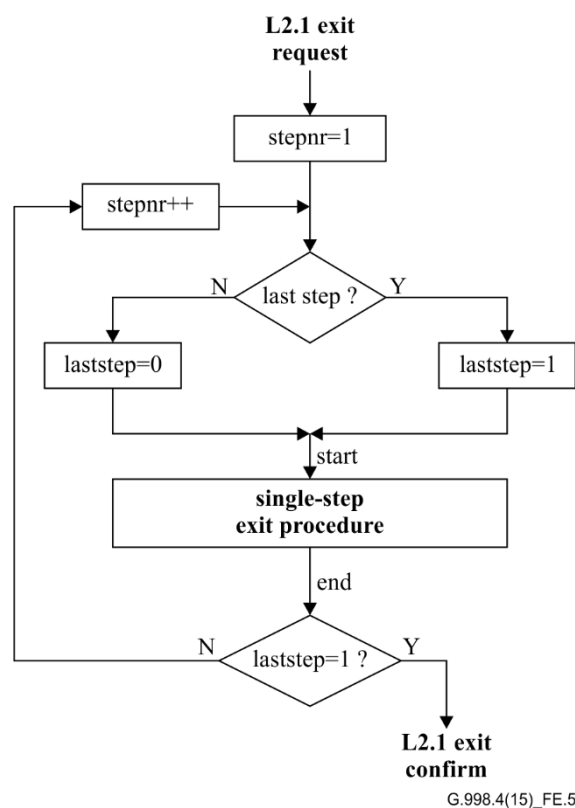 L2.1 exit
request
stepnr=1
stepnr++
N
last step ?
Y
laststep=0
laststep=1
start
single-step
exit procedure
end
N
laststep=1 ?
Y
L2.1 exit
confirm
G.998.4(15)_FE.5